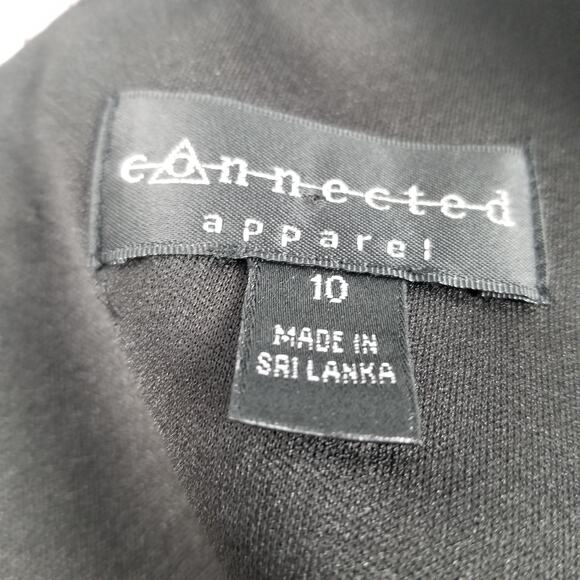 connected
apparel
10
MADE IN
SRI LANKA